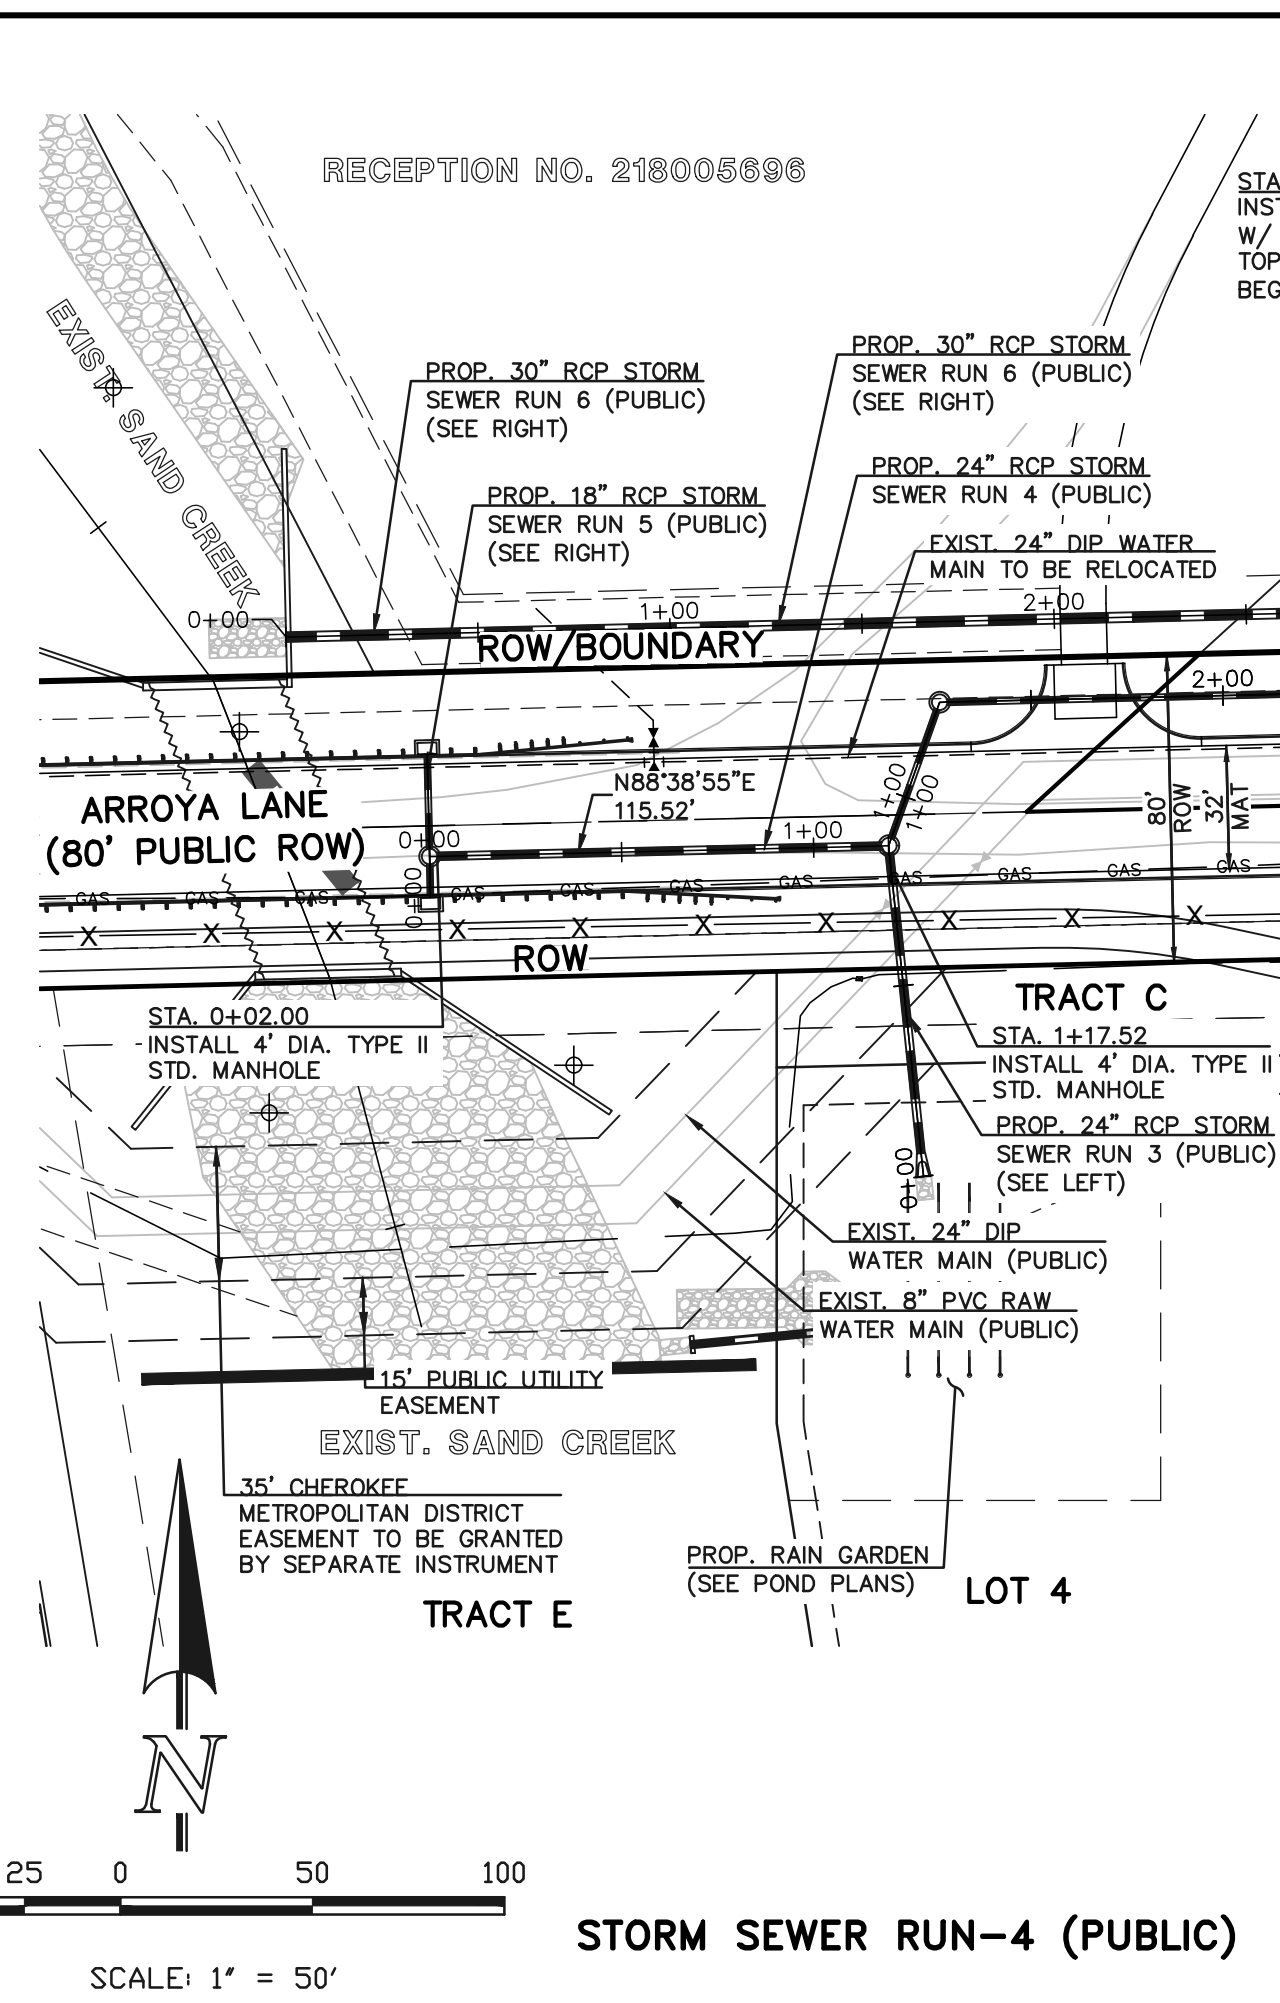 RECEPTION NO. 218005696
STA
INST
W/
TOP
BEG
EXIST. SAND CREEK
PROP. 30" RCP STORM
SEWER RUN 6 (PUBLIC)
(SEE RIGHT)
PROP. 30" RCP STORM
SEWER RUN 6 (PUBLIC)
(SEE RIGHT)
PROP. 18" RCP STORM
SEWER RUN 5 (PUBLIC)
(SEE RIGHT)
PROP. 24" RCP STORM
SEWER RUN 4 (PUBLIC)
EXIST. 24" DIP WATER
MAIN TO BE RELOCATED
0+00
1+00
2+00
ROW/BOUNDARY
2+00
N88°38'55"E
115.52'
ARROYA LANE
(80' PUBLIC ROW)
0+00
1+00
1+00
1+00
80'
ROW
32'
MAT
0+00
GAS GAS GAS GAS GAS GAS GAS GAS GAS GAS GAS
X X X X X X X X X X
ROW
TRACT C
STA. 0+02.00
INSTALL 4' DIA. TYPE II
STD. MANHOLE
STA. 1+17.52
INSTALL 4' DIA. TYPE II
STD. MANHOLE
PROP. 24" RCP STORM
SEWER RUN 3 (PUBLIC)
(SEE LEFT)
0+00
EXIST. 24" DIP
WATER MAIN (PUBLIC)
EXIST. 8" PVC RAW
WATER MAIN (PUBLIC)
15' PUBLIC UTILITY
EASEMENT
EXIST. SAND CREEK
35' CHEROKEE
METROPOLITAN DISTRICT
EASEMENT TO BE GRANTED
BY SEPARATE INSTRUMENT
PROP. RAIN GARDEN
(SEE POND PLANS)
LOT 4
TRACT E
N
25 0 50 100
STORM SEWER RUN-4 (PUBLIC)
SCALE: 1" = 50'